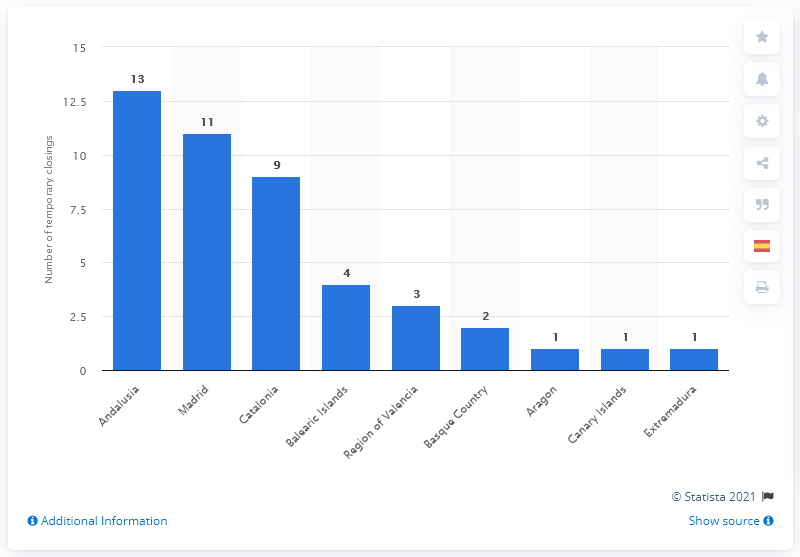 15
12.5
10
7.5
5
2.5
0
Number of temporary closings
13
11
9
4
3
2
1
1
1
Andalusia
Madrid
Catalonia
Balearic Islands
Region of Valencia
Basque Country
Aragon
Canary Islands
Extremadura
© Statista 2021
Additional Information
Show source